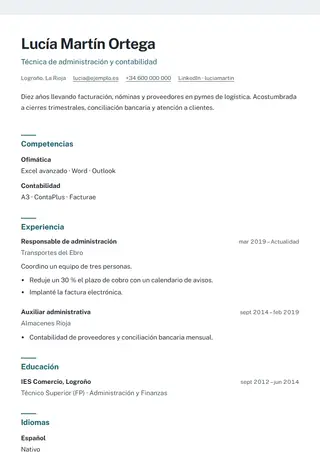 Lucía Martín Ortega
Técnica de administración y contabilidad
Logroño, La Rioja lucia@ejemplo.es +34 600 000 000 LinkedIn · luciamartin
Diez años llevando facturación, nóminas y proveedores en pymes de logística. Acostumbrada
a cierres trimestrales, conciliación bancaria y atención a clientes.
Competencias
Ofimática
Excel avanzado · Word · Outlook
Contabilidad
A3 · ContaPlus · Facturae
Experiencia
Responsable de administración mar 2019 – Actualidad
Transportes del Ebro
Coordino un equipo de tres personas.
• Reduje un 30 % el plazo de cobro con un calendario de avisos.
• Implanté la factura electrónica.
Auxiliar administrativa sept 2014 – feb 2019
Almacenes Rioja
• Contabilidad de proveedores y conciliación bancaria mensual.
Educación
IES Comercio, Logroño sept 2012 – jun 2014
Técnico Superior (FP) · Administración y Finanzas
Idiomas
Español
Nativo